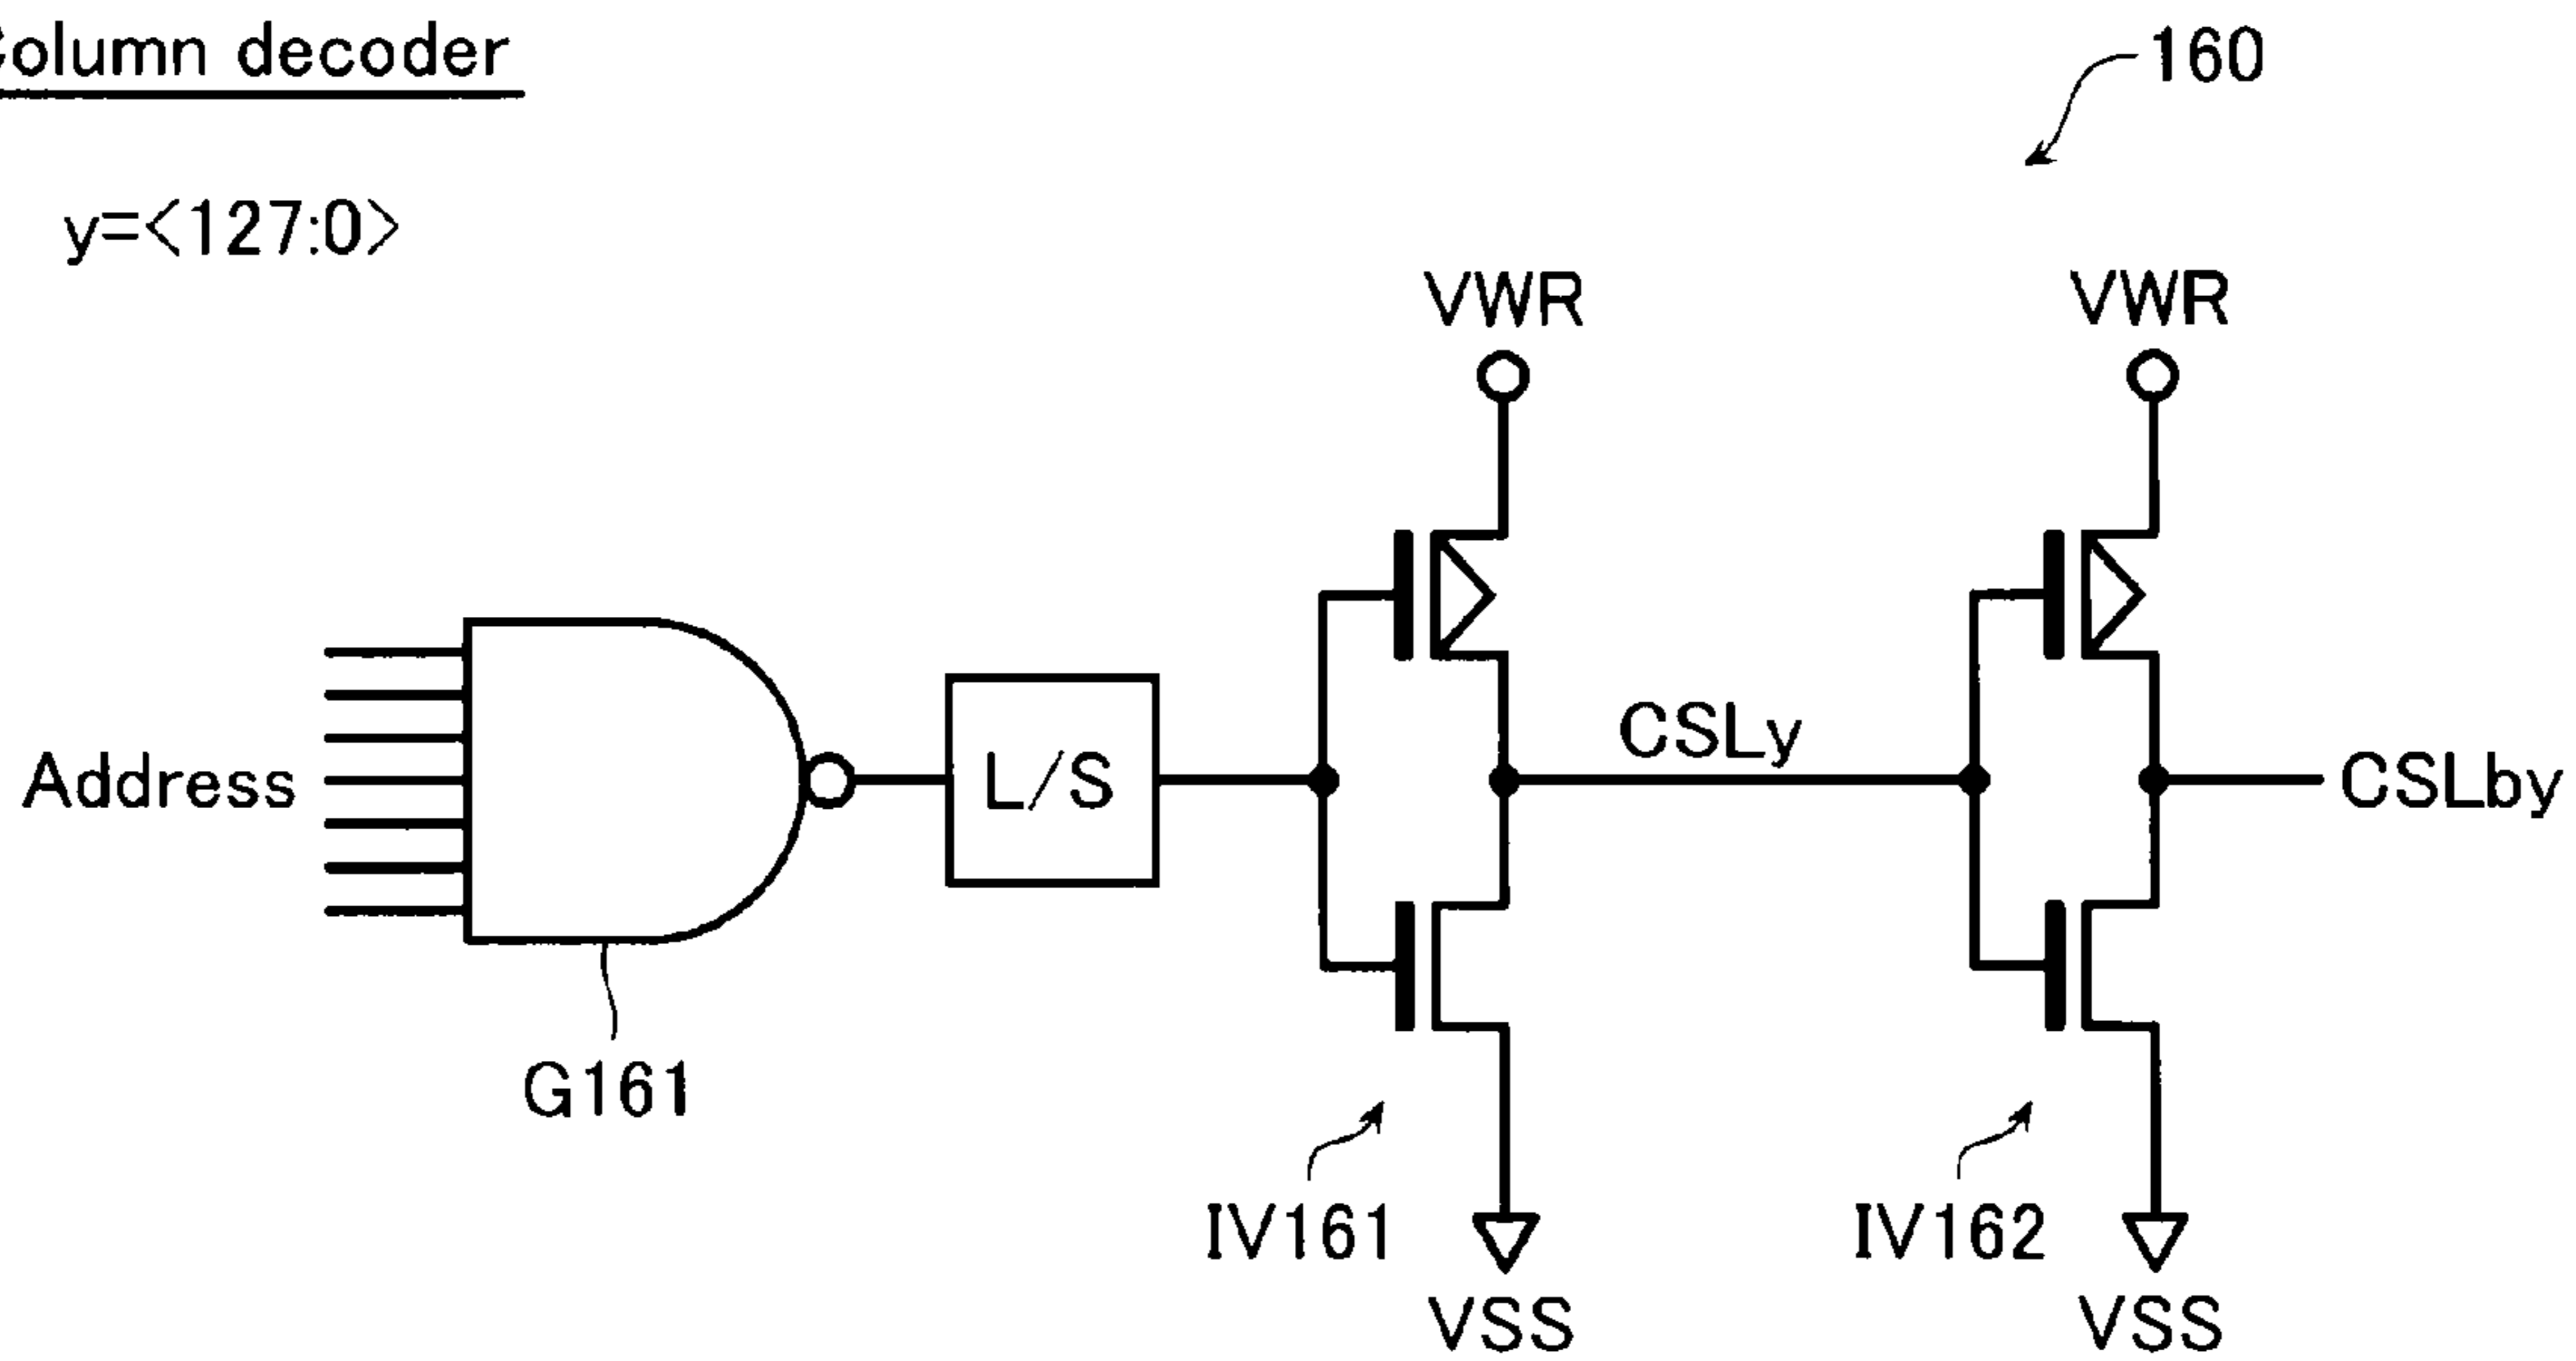 Column decoder
160
y=<127:0>
VWR
VWR
Address
L/S
CSLy
CSLby
G161
IV161
IV162
VSS
VSS